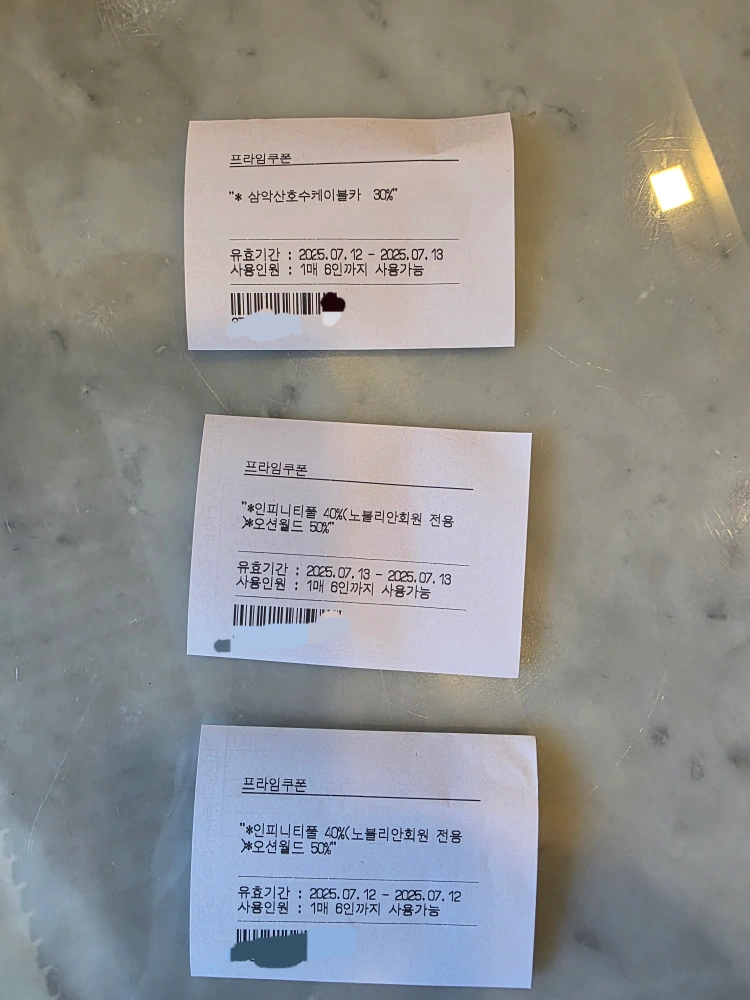 프라임쿠폰
"* 삼악산호수케이블카 30%"
유효기간 : 2025.07.12 - 2025.07.13
사용인원 : 1매 6인까지 사용가능
프라임쿠폰
"*인피니티풀 40%(노블리안회원 전용
)*오션월드 50%"
유효기간 : 2025.07.13 - 2025.07.13
사용인원 : 1매 6인까지 사용가능
프라임쿠폰
"*인피니티풀 40%(노블리안회원 전용
)*오션월드 50%"
유효기간 : 2025.07.12 - 2025.07.12
사용인원 : 1매 6인까지 사용가능